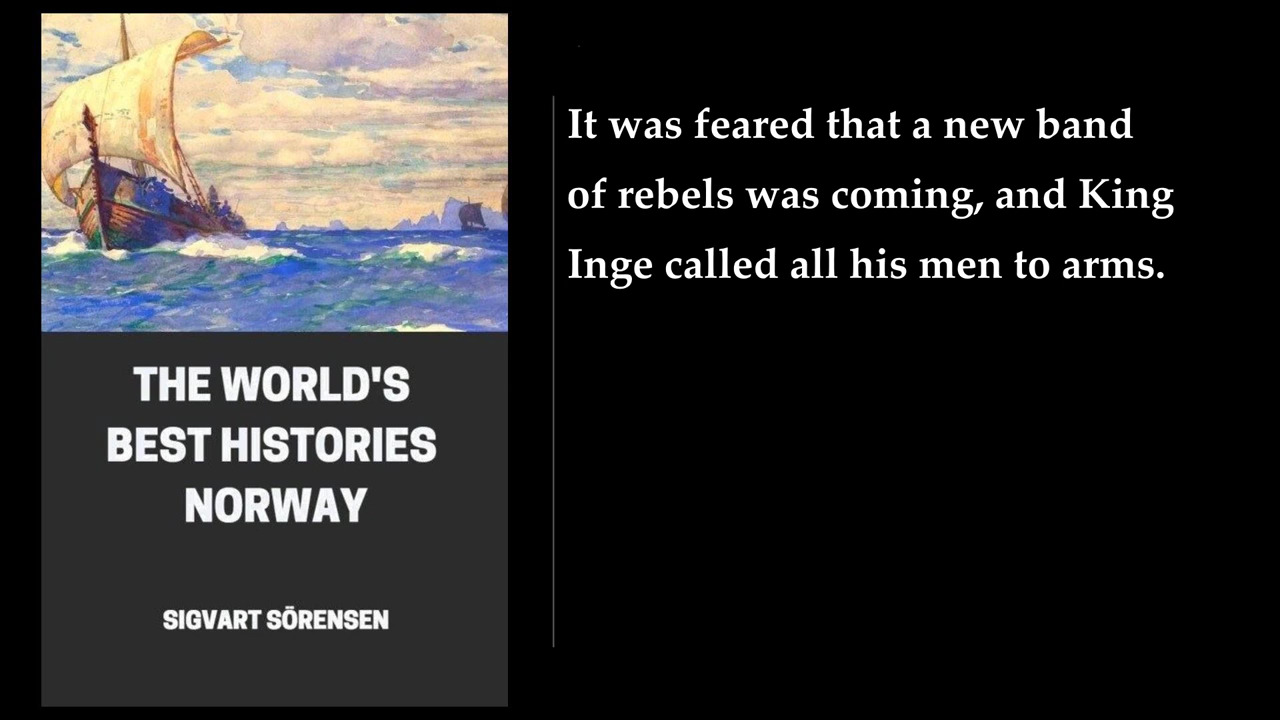 THE WORLD'S
BEST HISTORIES
NORWAY
SIGVART SÖRENSEN
It was feared that a new band
of rebels was coming, and King
Inge called all his men to arms.